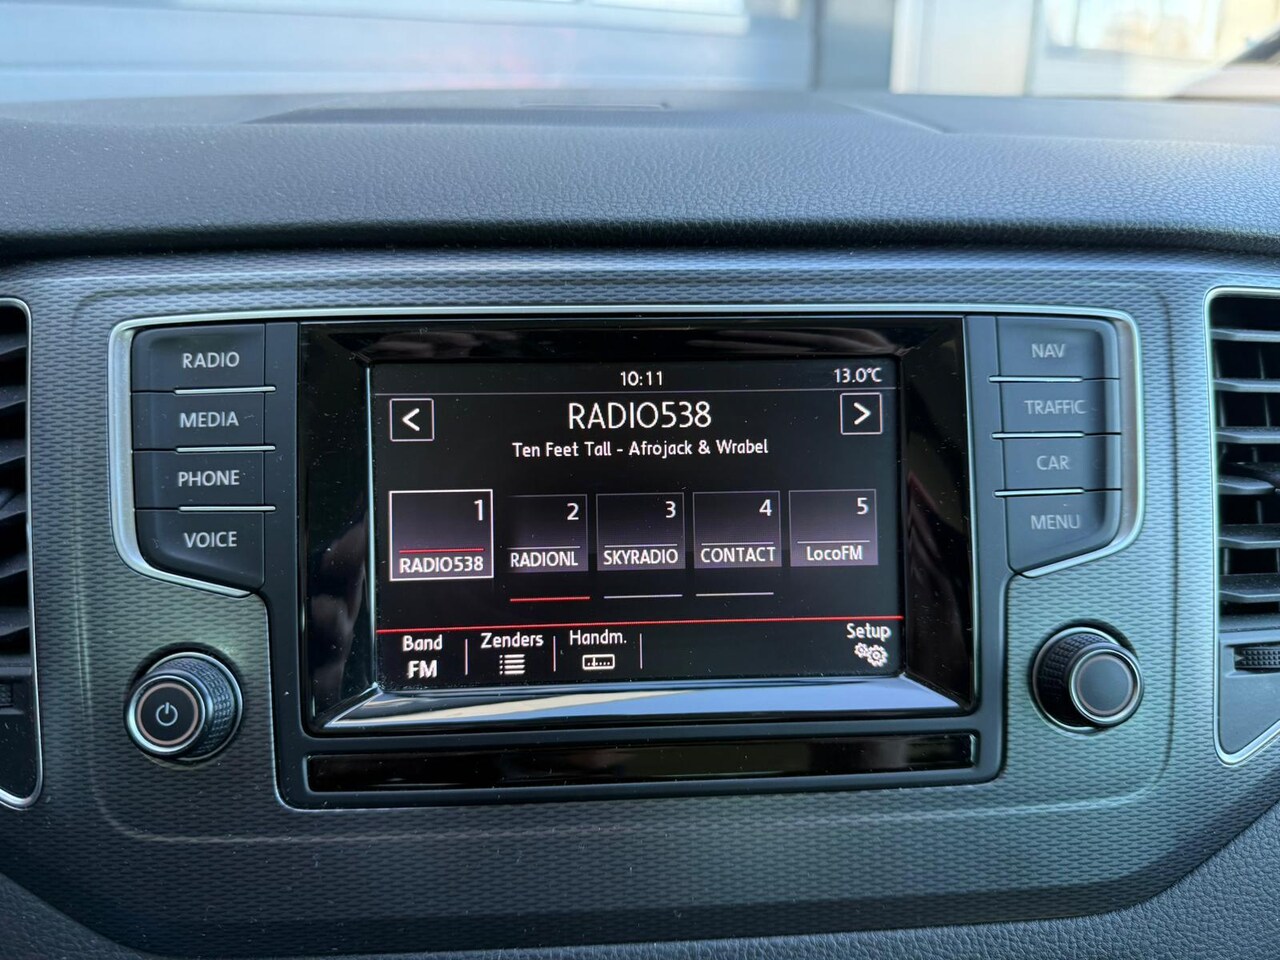 RADIO
MEDIA
PHONE
VOICE
10:11
13.0°C
<
RADIO538
>
Ten Feet Tall - Afrojack & Wrabel
1
2
3
4
5
RADIO538
RADIONL
SKYRADIO
CONTACT
LocoFM
Band
FM
Zenders
Handm.
Setup
NAV
TRAFFIC
CAR
MENU